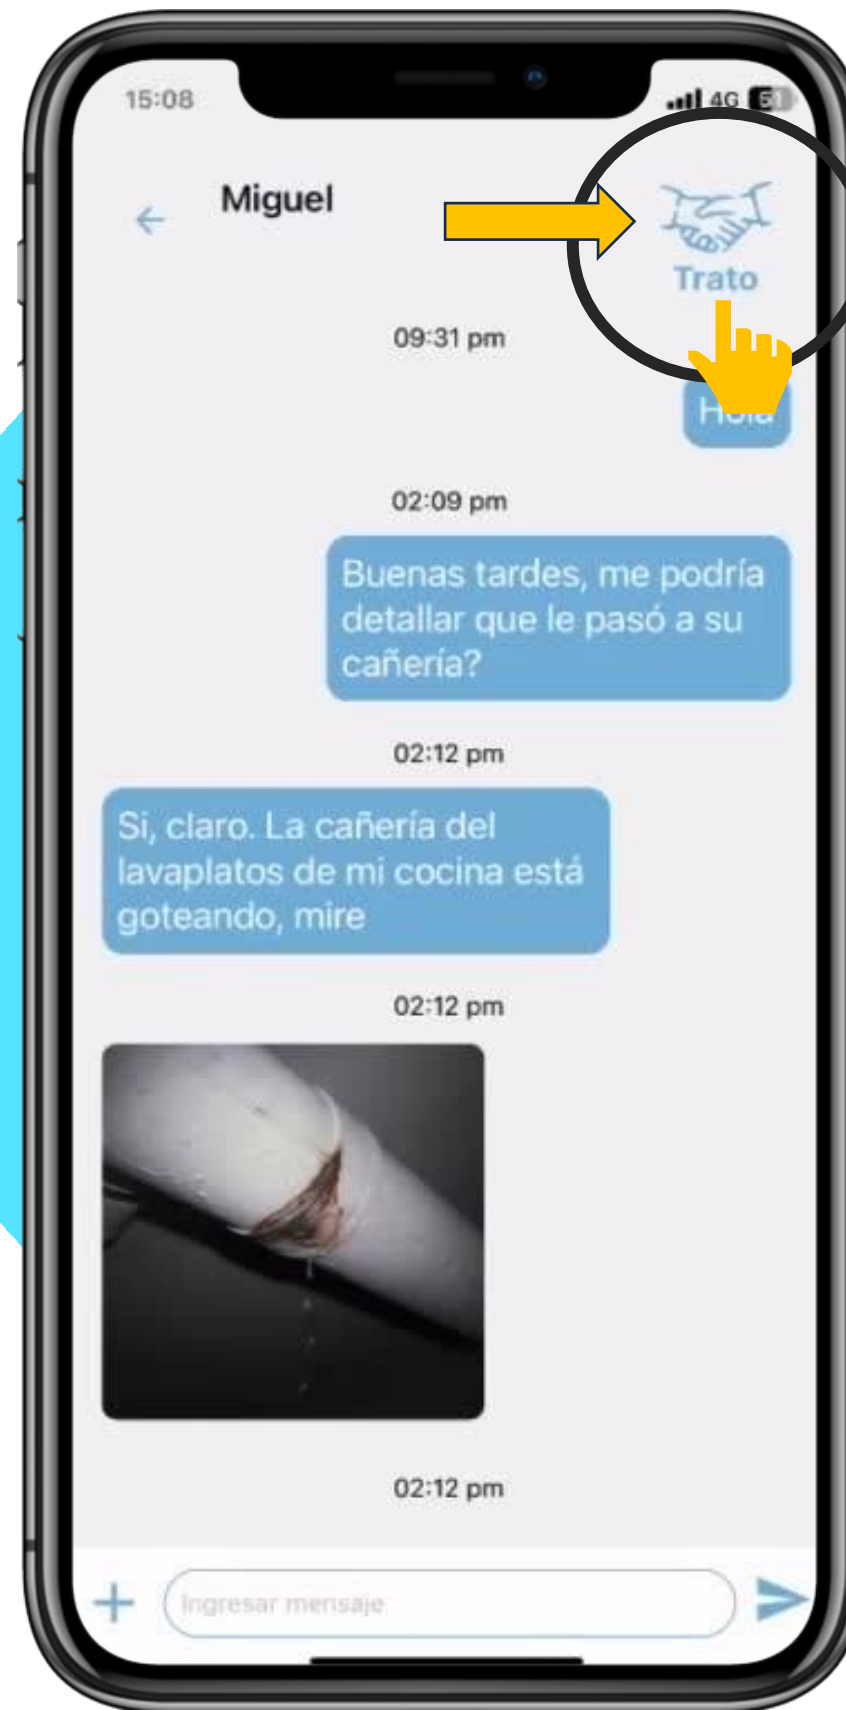 15:08
4G 51
Miguel
Trato
09:31 pm
Hola
02:09 pm
Buenas tardes, me podría
detallar que le pasó a su
cañería?
02:12 pm
Si, claro. La cañería del
lavaplatos de mi cocina está
goteando, mire
02:12 pm
02:12 pm
Ingresar mensaje